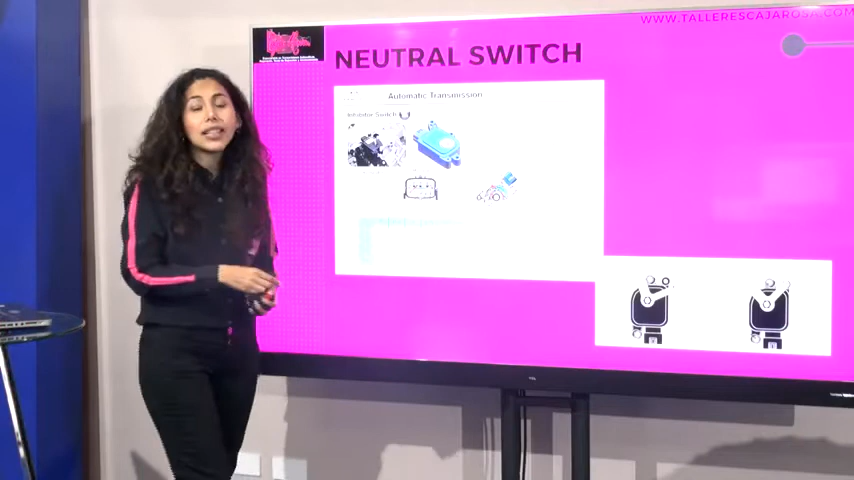 WWW.TALLERESCAJAROSA.COM
NEUTRAL SWITCH
Automatic Transmission
Inhibitor Switch